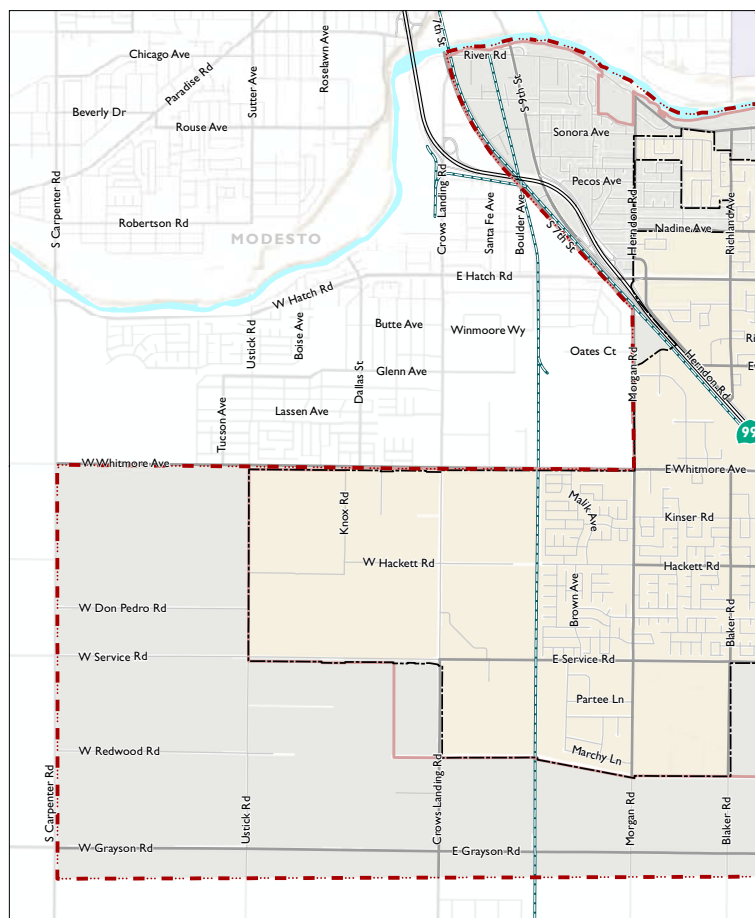 7th St
River Rd
Chicago Ave
Roselawn Ave
Paradise Rd
Sutter Ave
S 9th St
Beverly Dr
Rouse Ave
Sonora Ave
Pecos Ave
S Carpenter Rd
Crows Landing Rd
Santa Fe Ave
Boulder Ave
Herndon Rd
Richland Ave
Robertson Rd
Nadine Ave
MODESTO
S 7th St
E Hatch Rd
W Hatch Rd
Ustick Rd
Boise Ave
Butte Ave
Winmoore Wy
Ri
Oates Ct
Herndon Rd
E
Glenn Ave
Dallas St
Morgan Rd
Tucson Ave
Lassen Ave
99
W Whitmore Ave
E Whitmore Ave
Knox Rd
Malik Ave
Kinser Rd
W Hackett Rd
Hackett Rd
Brown Ave
W Don Pedro Rd
Blaker Rd
W Service Rd
E Service Rd
Partee Ln
W Redwood Rd
Marchy Ln
S Carpenter Rd
Ustick Rd
Crows Landing Rd
Morgan Rd
Blaker Rd
W Grayson Rd
E Grayson Rd